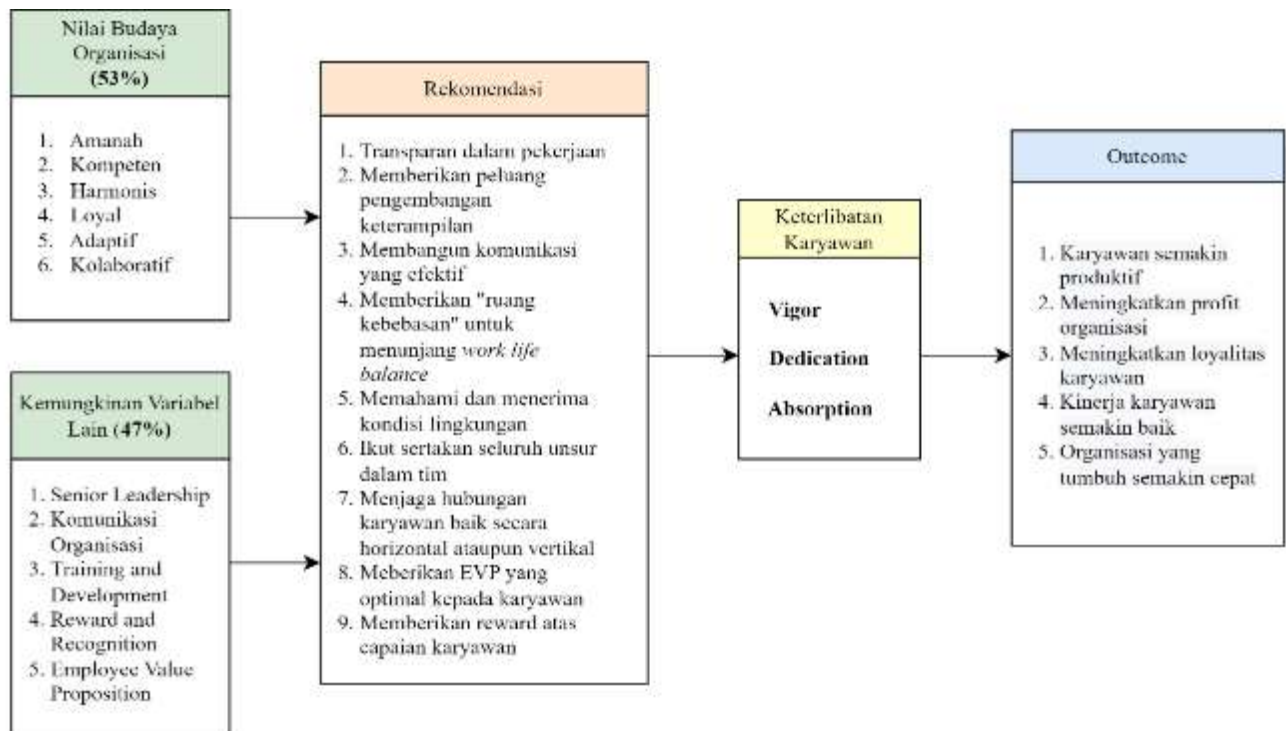 Nilai Budaya
Organisasi
(53%)
1. Amanah
2. Kompeten
3. Harmonis
4. Loyal
5. Adaptif
6. Kolaboratif
Kemungkinan Variabel
Lain (47%)
1. Senior Leadership
2. Komunikasi
Organisasi
3. Training and
Development
4. Reward and
Recognition
5. Employee Value
Proposition
Rekomendasi
1. Transparan dalam pekerjaan
2. Memberikan peluang
pengembangan
keterampilan
3. Membangun komunikasi
yang efektif
4. Memberikan "ruang
kebebasan" untuk
menunjang work life
balance
5. Memahami dan menerima
kondisi lingkungan
6. Ikut sertakan seluruh unsur
dalam tim
7. Menjaga hubungan
karyawan baik secara
horizontal ataupun vertikal
8. Meberikan EVP yang
optimal kepada karyawan
9. Memberikan reward atas
capaian karyawan
Keterlibatan
Karyawan
Vigor
Dedication
Absorption
Outcome
1. Karyawan semakin
produktif
2. Meningkatkan profit
organisasi
3. Meningkatkan loyalitas
karyawan
4. Kinerja karyawan
semakin baik
5. Organisasi yang
tumbuh semakin cepat